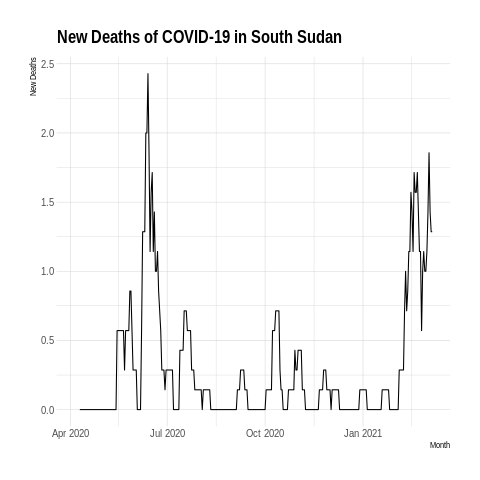 New Deaths of COVID-19 in South Sudan
New Deaths
2.5
2.0
1.5
1.0
0.5
0.0
Apr 2020
Jul 2020
Oct 2020
Jan 2021
Month